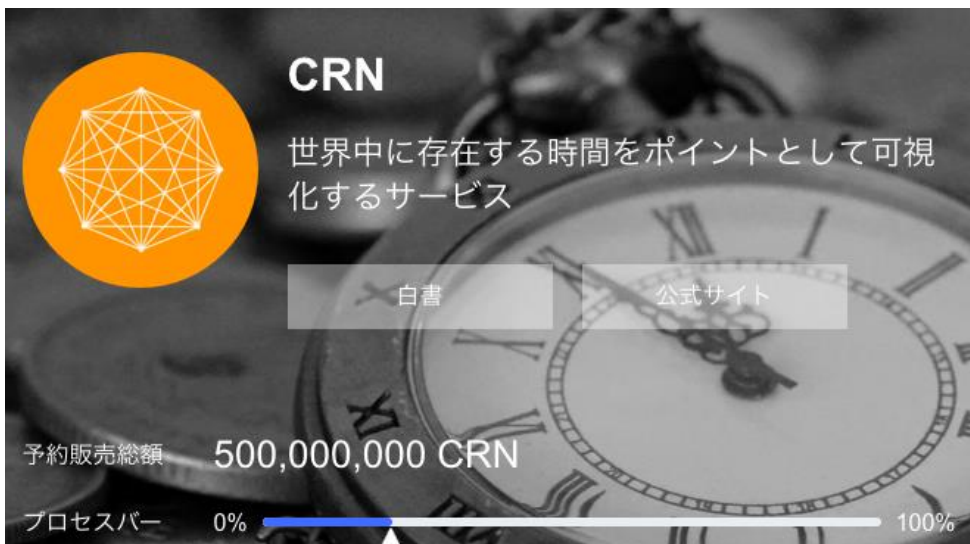 CRN
世界中に存在する時間をポイントとして可視
化するサービス
白書
公式サイト
予約販売総額 500,000,000 CRN
プロセスバー 0% 100%